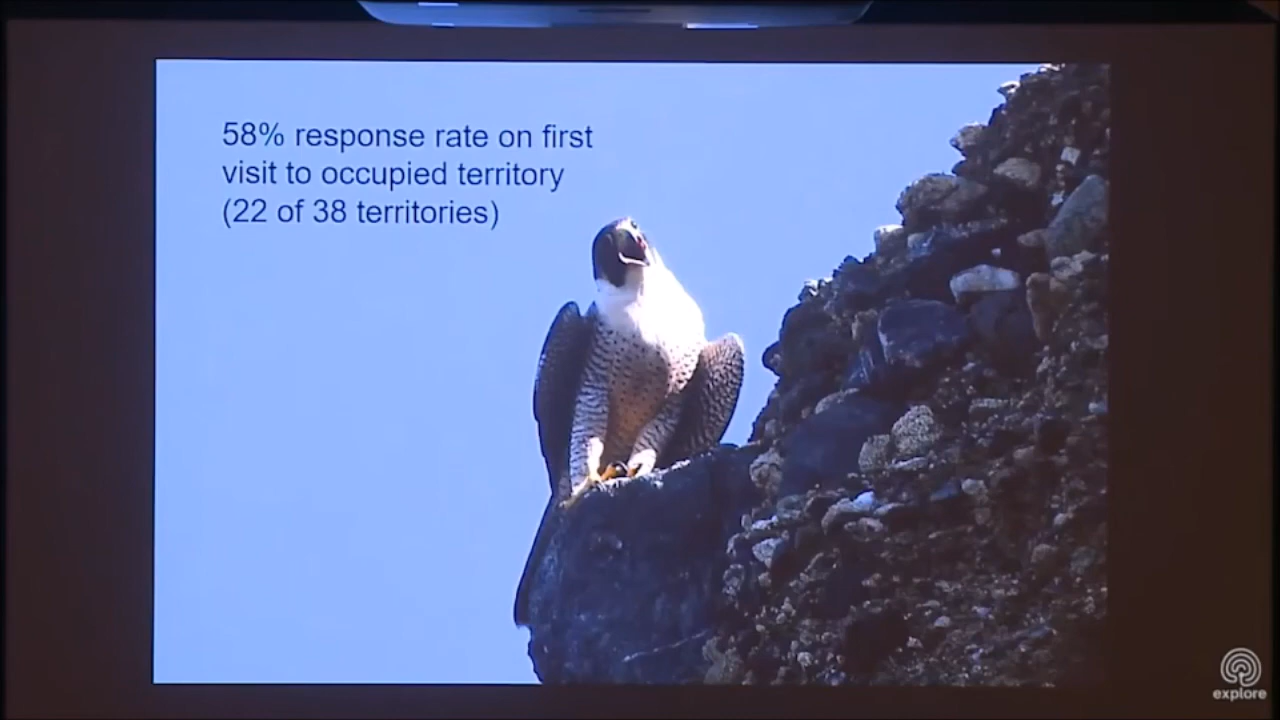 58% response rate on first
visit to occupied territory
(22 of 38 territories)
explore